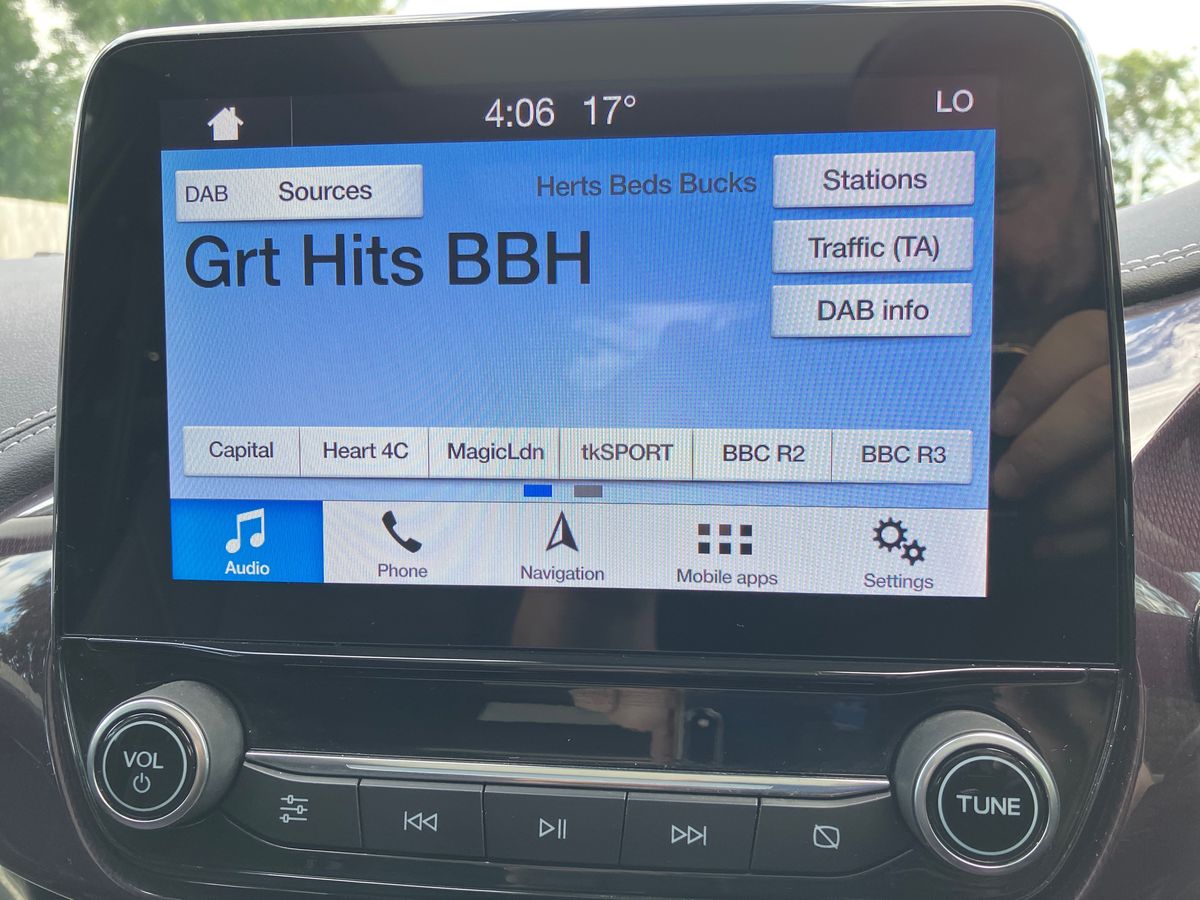 4:06 17° LO
DAB Sources
Herts Beds Bucks
Stations
Grt Hits BBH
Traffic (TA)
DAB info
Capital Heart 4C MagicLdn tkSPORT BBC R2 BBC R3
Audio Phone Navigation Mobile apps Settings
VOL
TUNE